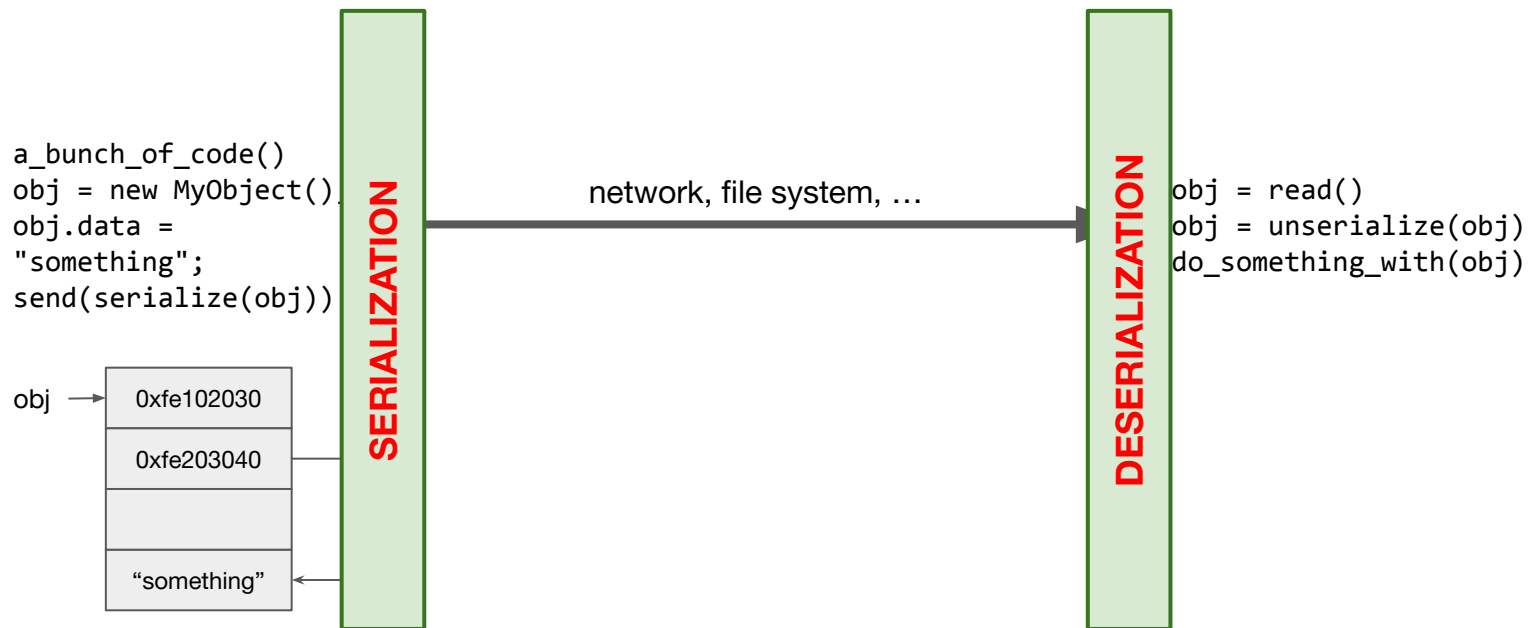 a_bunch_of_code()
obj = new MyObject()
obj.data =
"something";
send(serialize(obj))
obj
0xfe102030
0xfe203040
“something”
SERIALIZATION
network, file system, …
DESERIALIZATION
obj = read()
obj = unserialize(obj)
do_something_with(obj)